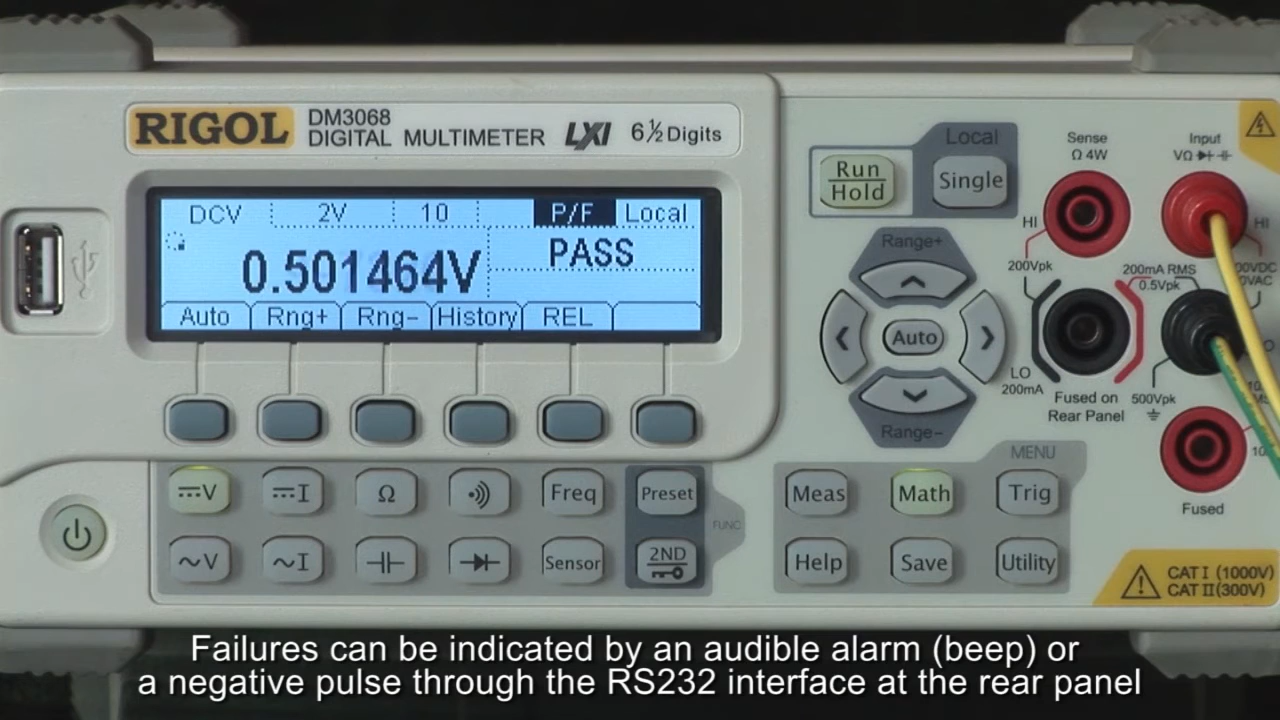 RIGOL
DM3068
DIGITAL MULTIMETER LXI 6½ Digits
DCV 2V 10 P/F Local
0.501464V PASS
Auto Rng+ Rng- History REL
Run
Hold
Local
Single
Range+
Auto
Range-
Sense
Ω 4W
Input
VΩ
HI HI
200Vpk
200mA RMS
0.5Vpk
LO
200mA
Fused on
Rear Panel
500Vpk
Fused
MENU
V I Ω Freq Preset
FUNC
~V ~I Sensor 2ND
Meas Math Trig
Help Save Utility
CAT I (1000V)
CAT II (300V)
Failures can be indicated by an audible alarm (beep) or
a negative pulse through the RS232 interface at the rear panel